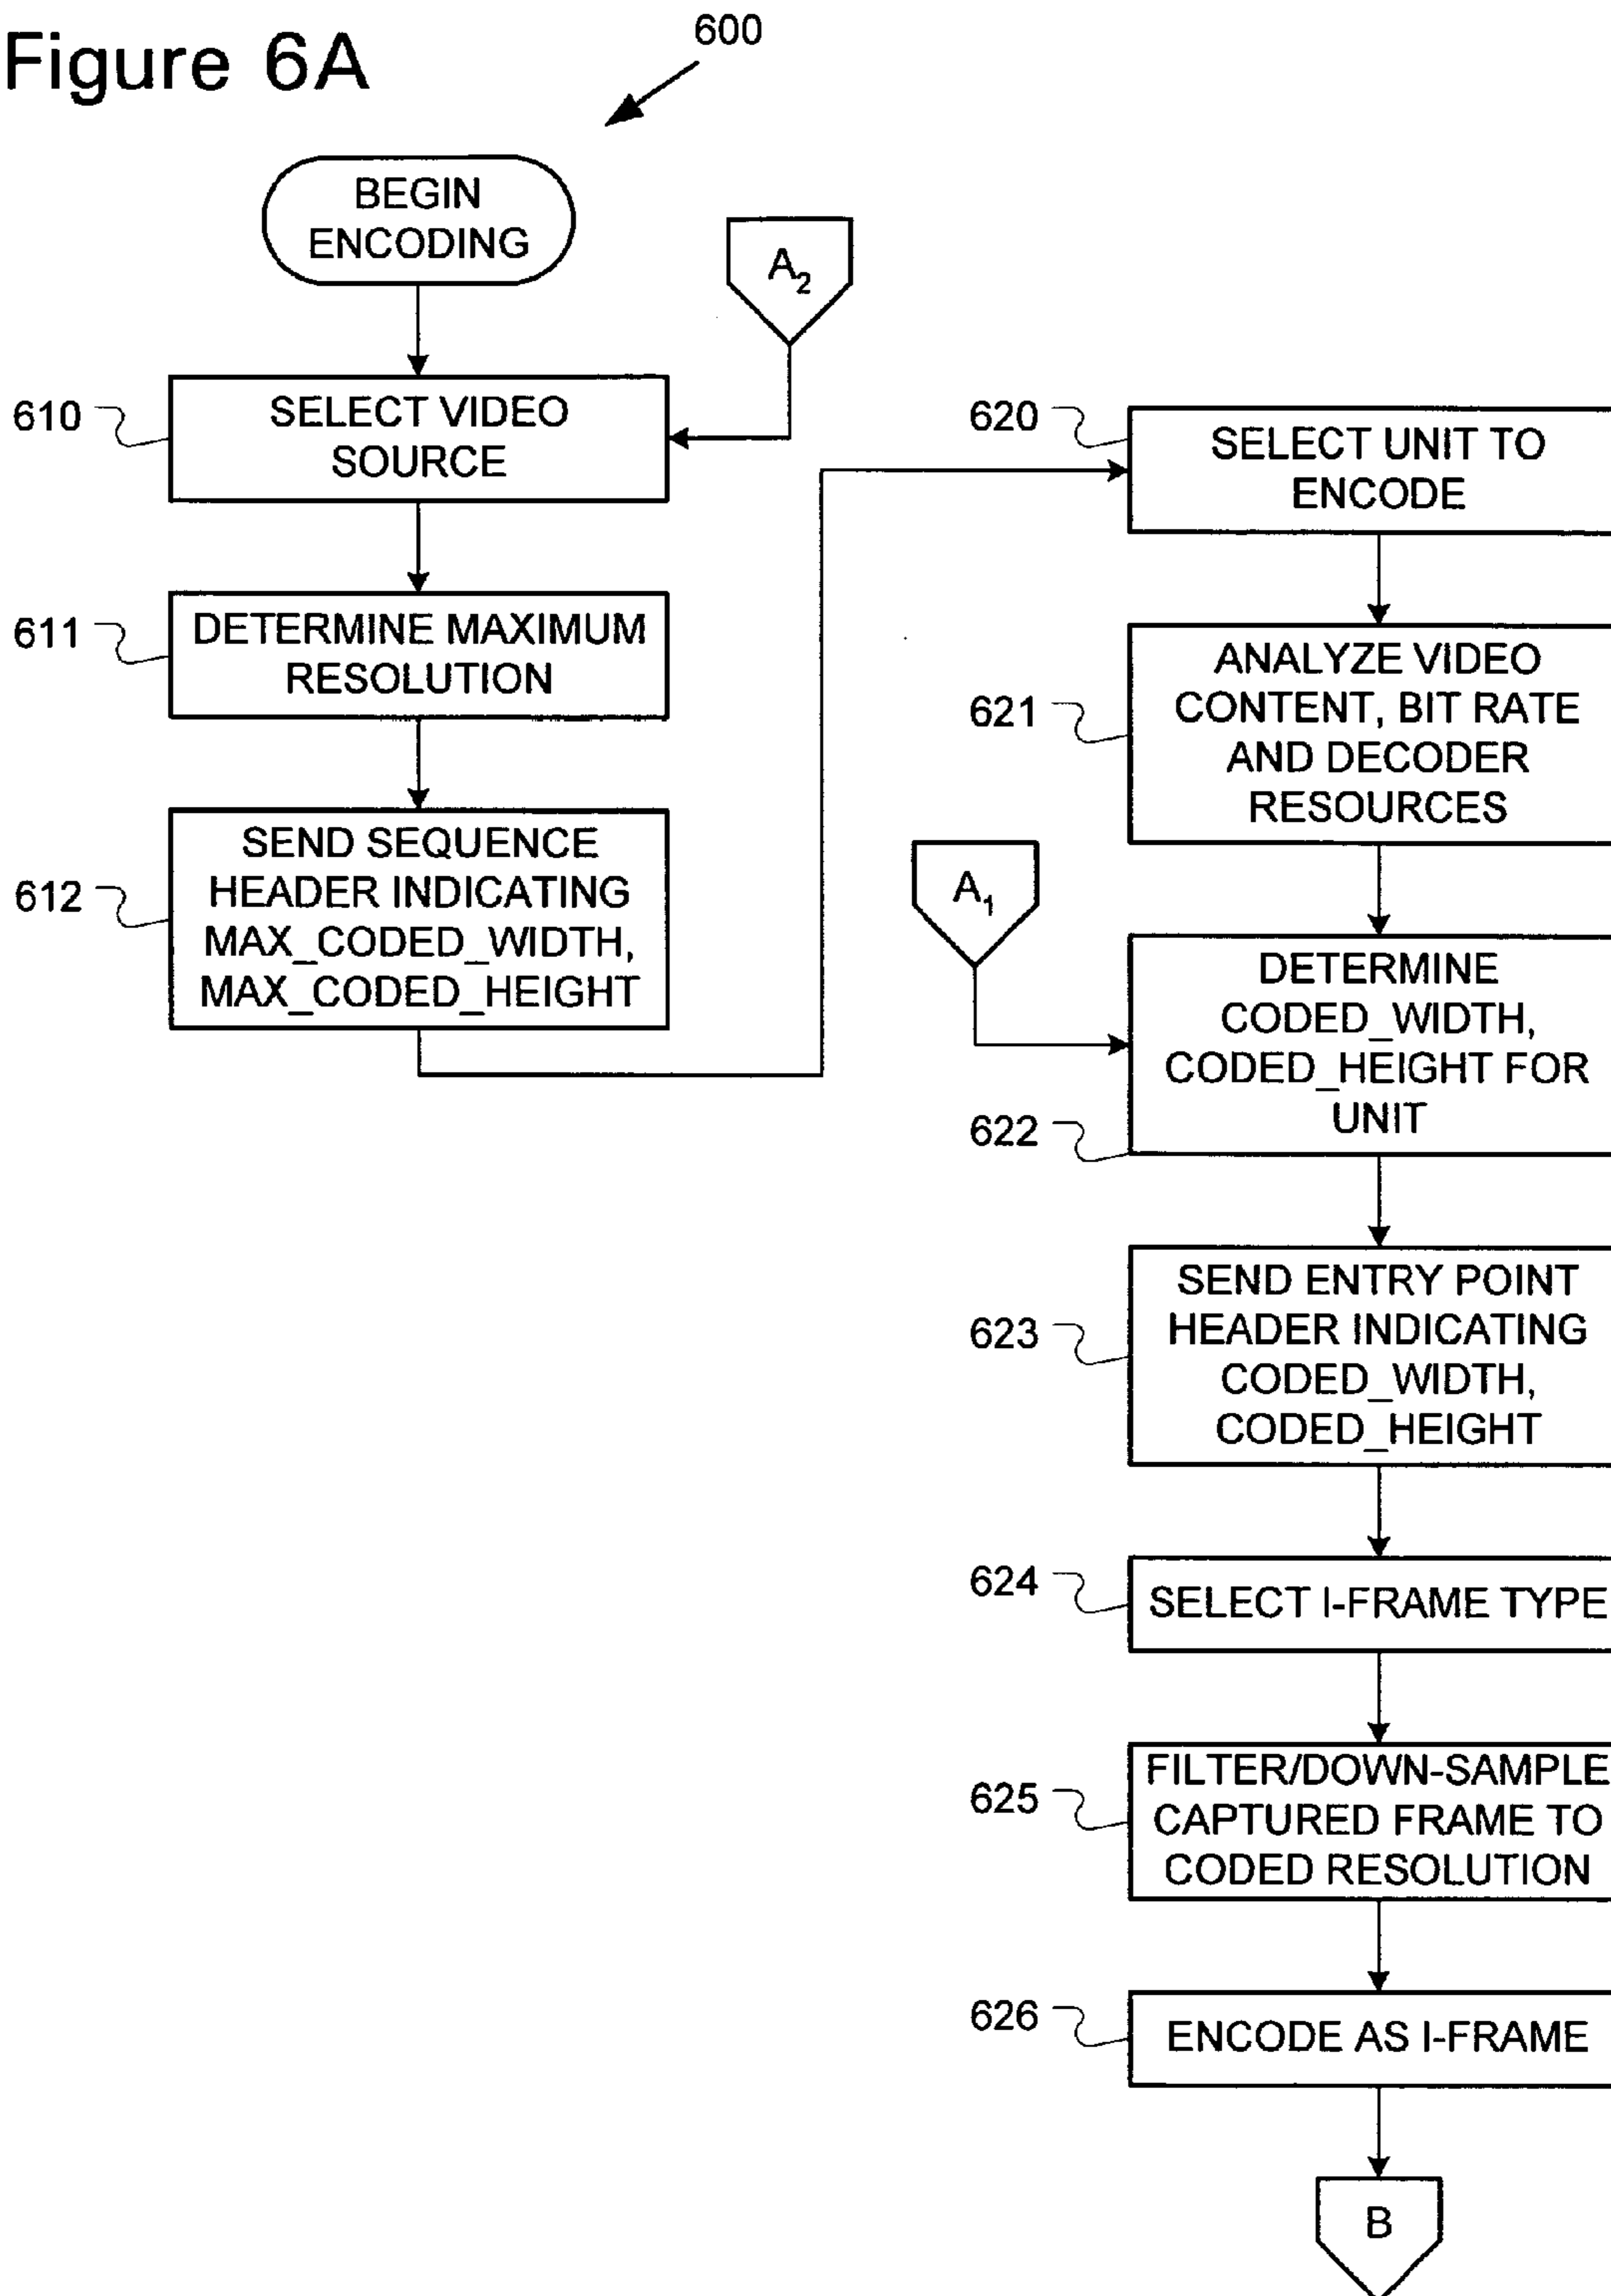 Figure 6A
600
BEGIN
ENCODING
A₂
610
SELECT VIDEO
SOURCE
611
DETERMINE MAXIMUM
RESOLUTION
612
SEND SEQUENCE
HEADER INDICATING
MAX_CODED_WIDTH,
MAX_CODED_HEIGHT
620
SELECT UNIT TO
ENCODE
621
ANALYZE VIDEO
CONTENT, BIT RATE
AND DECODER
RESOURCES
A₁
622
DETERMINE
CODED_WIDTH,
CODED_HEIGHT FOR
UNIT
623
SEND ENTRY POINT
HEADER INDICATING
CODED_WIDTH,
CODED_HEIGHT
624
SELECT I-FRAME TYPE
625
FILTER/DOWN-SAMPLE
CAPTURED FRAME TO
CODED RESOLUTION
626
ENCODE AS I-FRAME
B